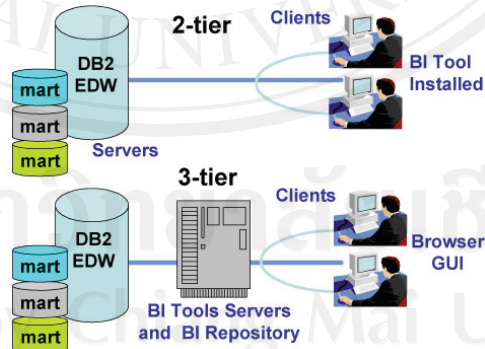 2-tier
Clients
DB2
EDW
BI Tool
Installed
mart
mart
mart
Servers
3-tier
Clients
DB2
EDW
Browser
GUI
mart
mart
mart
BI Tools Servers
and BI Repository